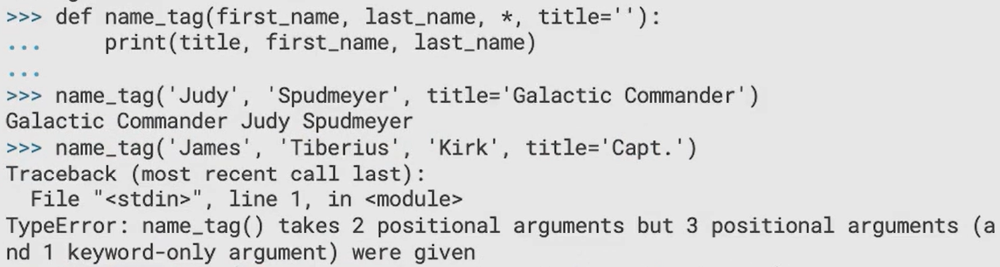 >>> def name_tag(first_name, last_name, *, title=''):
...     print(title, first_name, last_name)
...
>>> name_tag('Judy', 'Spudmeyer', title='Galactic Commander')
Galactic Commander Judy Spudmeyer
>>> name_tag('James', 'Tiberius', 'Kirk', title='Capt.')
Traceback (most recent call last):
  File "<stdin>", line 1, in <module>
TypeError: name_tag() takes 2 positional arguments but 3 positional arguments (a
nd 1 keyword-only argument) were given